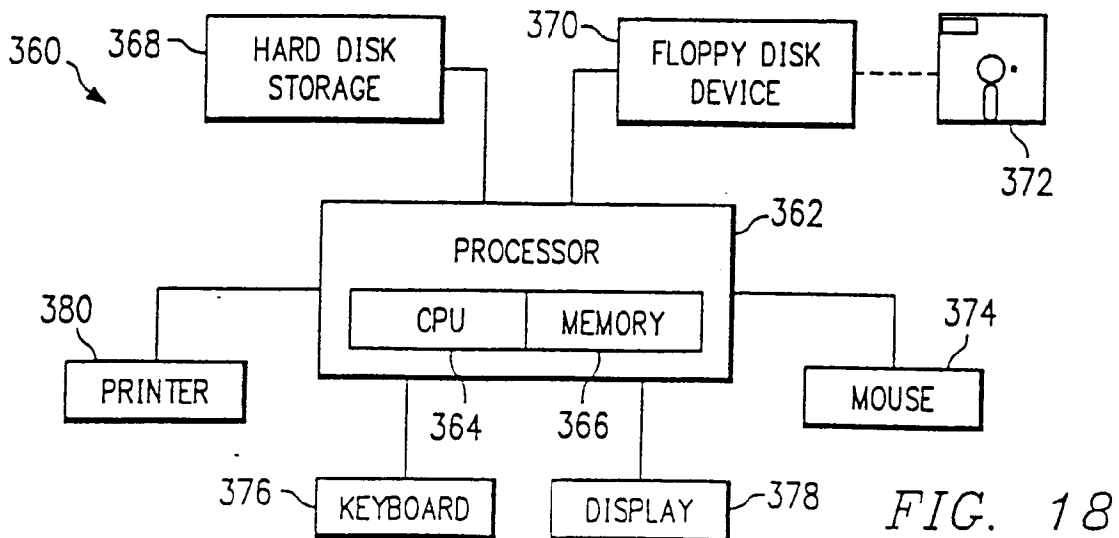 360
368
HARD DISK
STORAGE
370
FLOPPY DISK
DEVICE
372
362
PROCESSOR
CPU
MEMORY
364
366
380
PRINTER
374
MOUSE
376
KEYBOARD
DISPLAY
378
FIG. 18